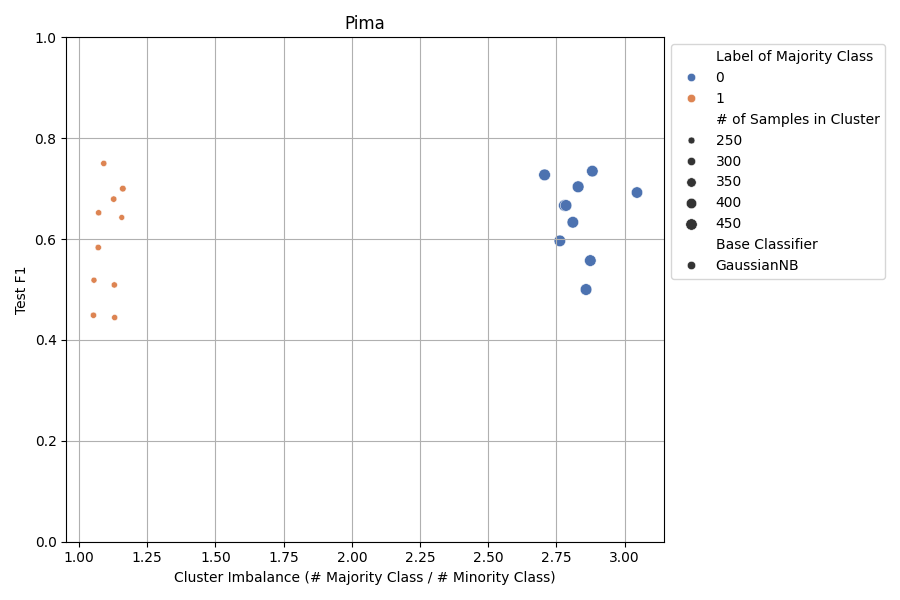 Pima
Test F1
1.0
0.8
0.6
0.4
0.2
0.0
1.00 1.25 1.50 1.75 2.00 2.25 2.50 2.75 3.00
Cluster Imbalance (# Majority Class / # Minority Class)
Label of Majority Class
0
1
# of Samples in Cluster
250
300
350
400
450
Base Classifier
GaussianNB